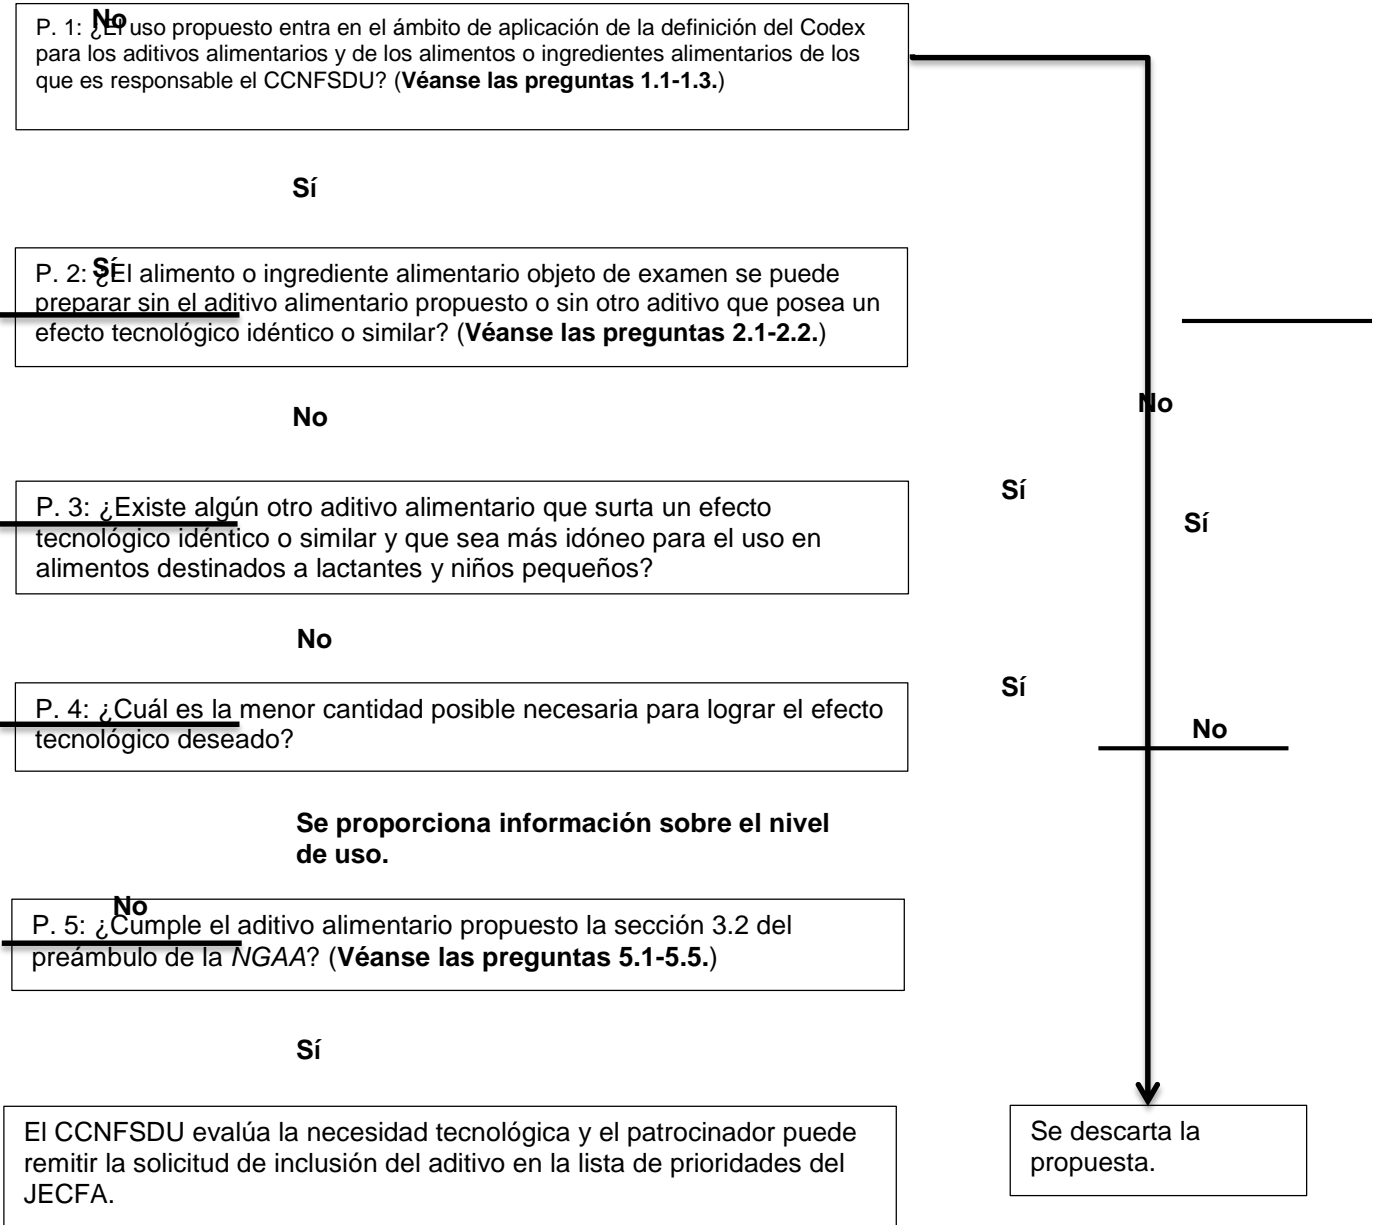 No
P. 1: ¿El uso propuesto entra en el ámbito de aplicación de la definición del Codex
para los aditivos alimentarios y de los alimentos o ingredientes alimentarios de los
que es responsable el CCNFSDU? (Véanse las preguntas 1.1-1.3.)
Sí
Sí
P. 2: ¿El alimento o ingrediente alimentario objeto de examen se puede
preparar sin el aditivo alimentario propuesto o sin otro aditivo que posea un
efecto tecnológico idéntico o similar? (Véanse las preguntas 2.1-2.2.)
No
No
Sí
P. 3: ¿Existe algún otro aditivo alimentario que surta un efecto
tecnológico idéntico o similar y que sea más idóneo para el uso en
alimentos destinados a lactantes y niños pequeños?
Sí
No
Sí
P. 4: ¿Cuál es la menor cantidad posible necesaria para lograr el efecto
tecnológico deseado?
No
Se proporciona información sobre el nivel
de uso.
No
P. 5: ¿Cumple el aditivo alimentario propuesto la sección 3.2 del
preámbulo de la NGAA? (Véanse las preguntas 5.1-5.5.)
Sí
El CCNFSDU evalúa la necesidad tecnológica y el patrocinador puede
remitir la solicitud de inclusión del aditivo en la lista de prioridades del
JECFA.
Se descarta la
propuesta.